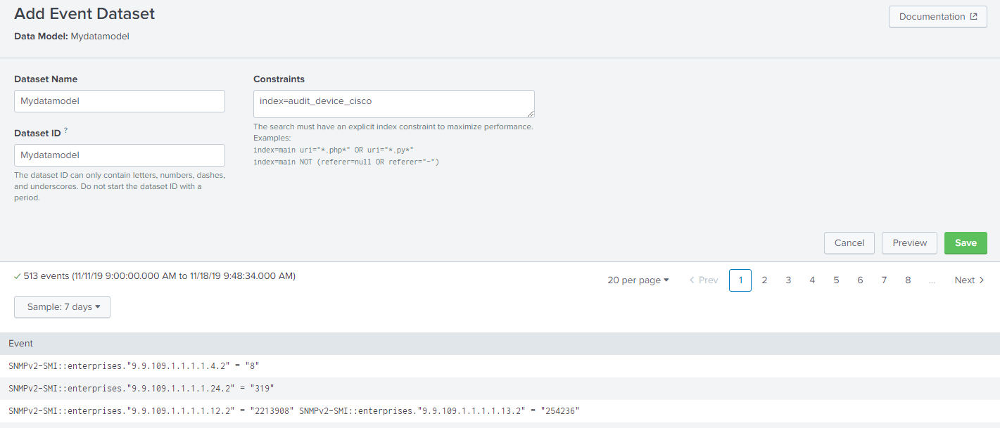 Add Event Dataset
Documentation
Data Model: Mydatamodel
Dataset Name
Mydatamodel
Dataset ID ?
Mydatamodel
The dataset ID can only contain letters, numbers, dashes,
and underscores. Do not start the dataset ID with a
period.
Constraints
index=audit_device_cisco
The search must have an explicit index constraint to maximize performance.
Examples:
index=main uri="*.php*" OR uri="*.py*"
index=main NOT (referer=null OR referer="-")
Cancel Preview Save
513 events (11/11/19 9:00:00.000 AM to 11/18/19 9:48:34.000 AM)
20 per page < Prev 1 2 3 4 5 6 7 8 ... Next >
Sample: 7 days
Event
SNMPv2-SMI::enterprises."9.9.109.1.1.1.1.4.2" = "8"
SNMPv2-SMI::enterprises."9.9.109.1.1.1.1.24.2" = "319"
SNMPv2-SMI::enterprises."9.9.109.1.1.1.1.12.2" = "2213908" SNMPv2-SMI::enterprises."9.9.109.1.1.1.1.13.2" = "254236"